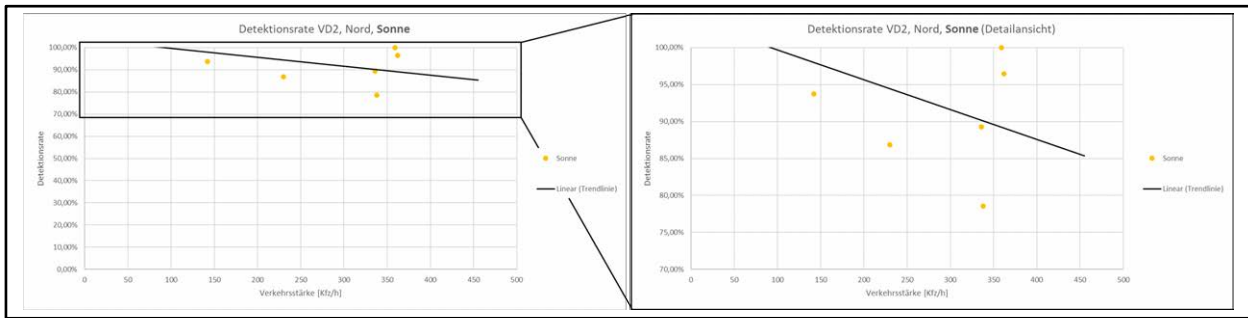 Detektionsrate VD2, Nord, Sonne
100,00%
90,00%
80,00%
70,00%
60,00%
50,00%
40,00%
30,00%
20,00%
10,00%
0,00%
Detektionsrate
0 50 100 150 200 250 300 350 400 450 500
Verkehrsstärke [Kfz/h]
Sonne
Linear (Trendlinie)
Detektionsrate VD2, Nord, Sonne (Detailansicht)
100,00%
95,00%
90,00%
85,00%
80,00%
75,00%
70,00%
Detektionsrate
0 50 100 150 200 250 300 350 400 450 500
Verkehrsstärke [Kfz/h]
Sonne
Linear (Trendlinie)